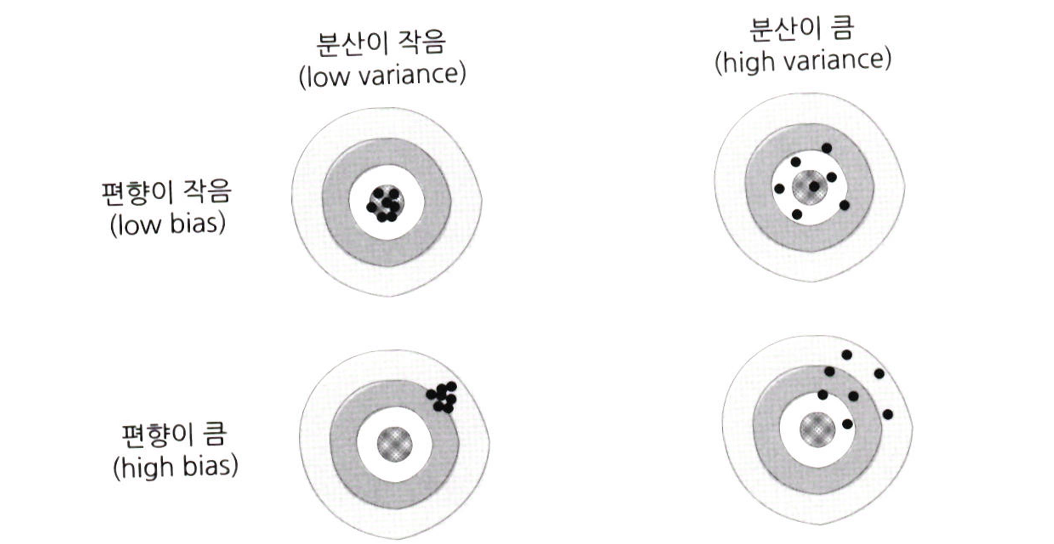 분산이 작음
(low variance)
분산이 큼
(high variance)
편향이 작음
(low bias)
편향이 큼
(high bias)